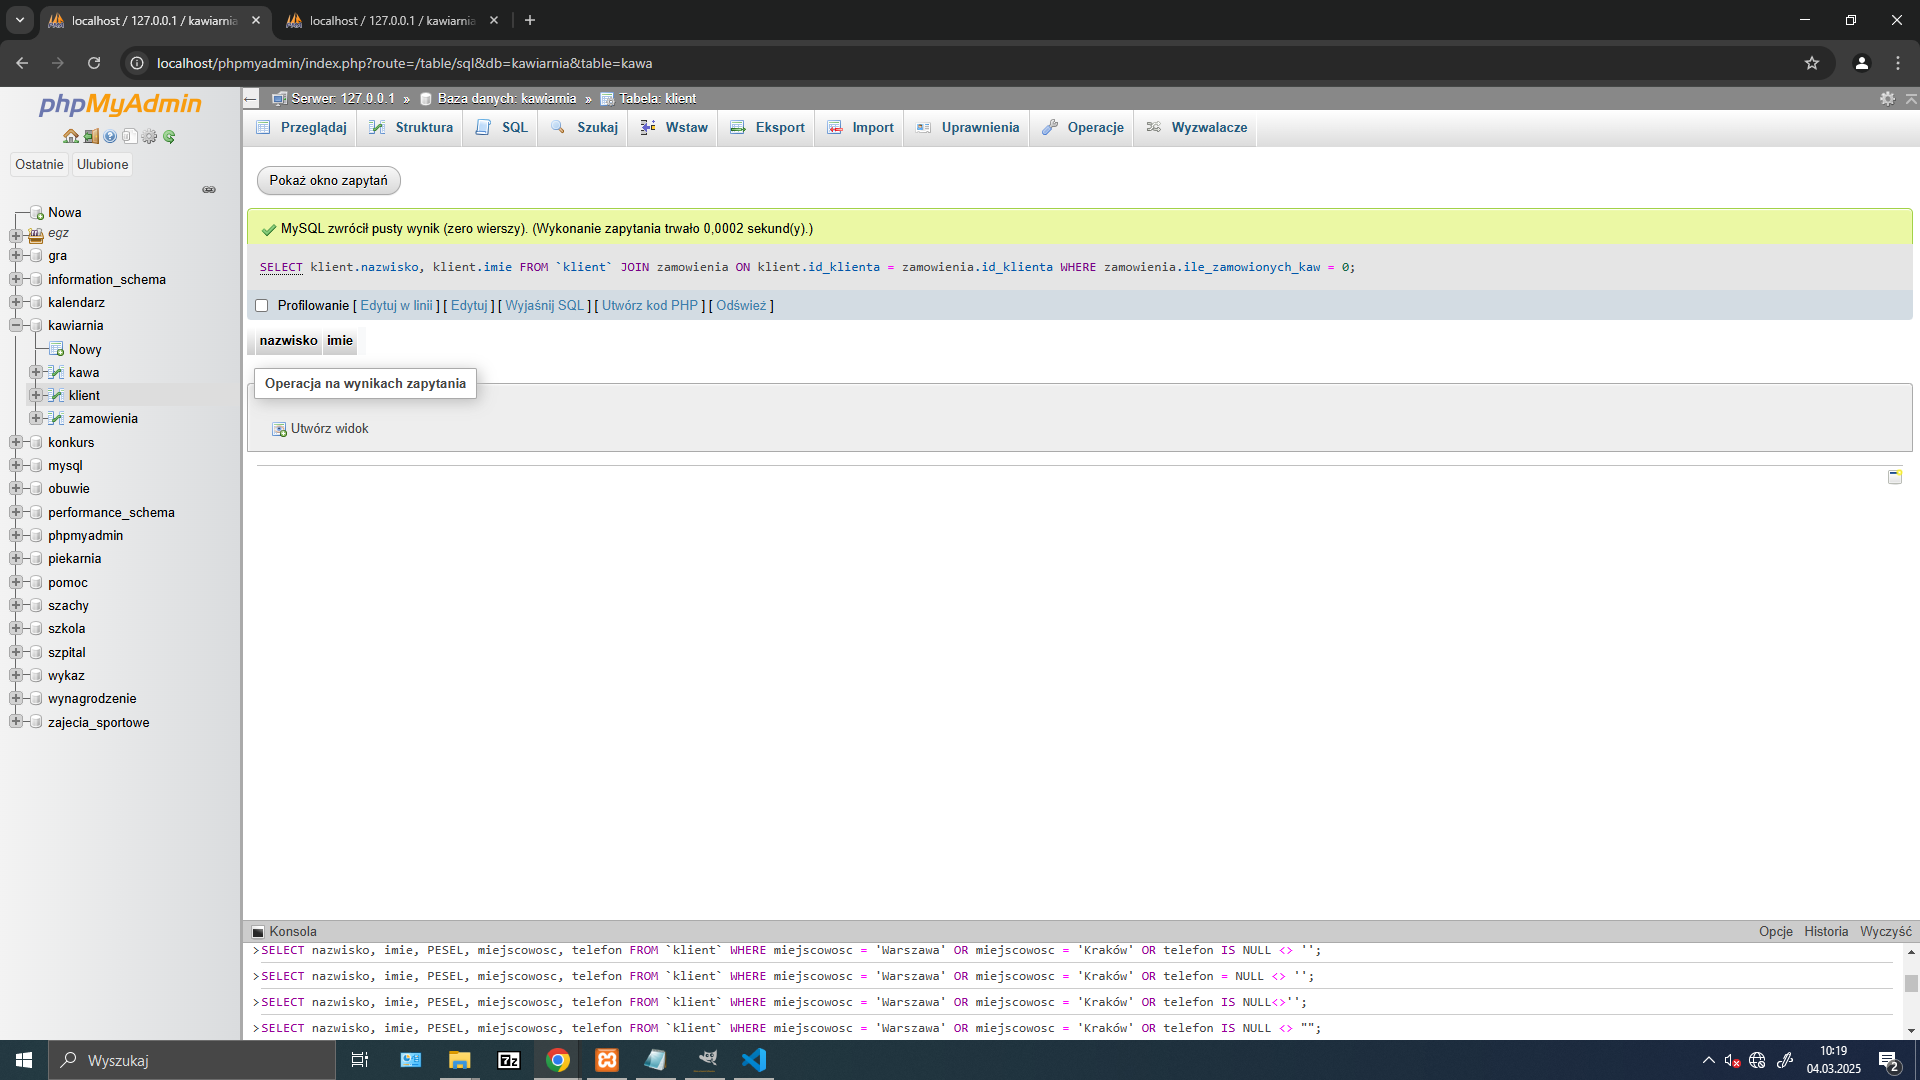 localhost / 127.0.0.1 / kawiarnia
localhost / 127.0.0.1 / kawiarnia
localhost/phpmyadmin/index.php?route=/table/sql&db=kawiarnia&table=kawa
phpMyAdmin
Ostatnie
Ulubione
Nowa
egz
gra
information_schema
kalendarz
kawiarnia
Nowy
kawa
klient
zamowienia
konkurs
mysql
obuwie
performance_schema
phpmyadmin
piekarnia
pomoc
szachy
szkola
szpital
wykaz
wynagrodzenie
zajecia_sportowe
Serwer: 127.0.0.1 » Baza danych: kawiarnia » Tabela: klient
Przeglądaj Struktura SQL Szukaj Wstaw Eksport Import Uprawnienia Operacje Wyzwalacze
Pokaż okno zapytań
MySQL zwrócił pusty wynik (zero wierszy). (Wykonanie zapytania trwało 0,0002 sekund(y).)
SELECT klient.nazwisko, klient.imie FROM `klient` JOIN zamowienia ON klient.id_klienta = zamowienia.id_klienta WHERE zamowienia.ile_zamowionych_kaw = 0;
Profilowanie [ Edytuj w linii ] [ Edytuj ] [ Wyjaśnij SQL ] [ Utwórz kod PHP ] [ Odśwież ]
nazwisko imie
Operacja na wynikach zapytania
Utwórz widok
Konsola
Opcje Historia Wyczyść
>SELECT nazwisko, imie, PESEL, miejscowosc, telefon FROM `klient` WHERE miejscowosc = 'Warszawa' OR miejscowosc = 'Kraków' OR telefon IS NULL <> '';
>SELECT nazwisko, imie, PESEL, miejscowosc, telefon FROM `klient` WHERE miejscowosc = 'Warszawa' OR miejscowosc = 'Kraków' OR telefon = NULL <> '';
>SELECT nazwisko, imie, PESEL, miejscowosc, telefon FROM `klient` WHERE miejscowosc = 'Warszawa' OR miejscowosc = 'Kraków' OR telefon IS NULL<>'';
>SELECT nazwisko, imie, PESEL, miejscowosc, telefon FROM `klient` WHERE miejscowosc = 'Warszawa' OR miejscowosc = 'Kraków' OR telefon IS NULL <> "";
Wyszukaj
7z
10:19
04.03.2025
2